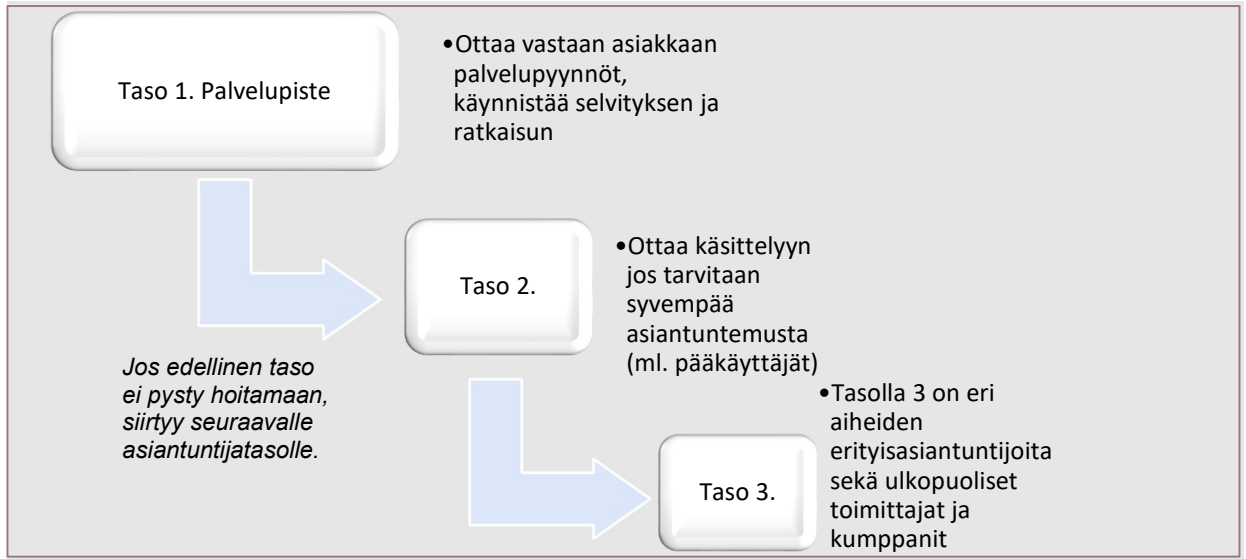 Taso 1. Palvelupiste
•Ottaa vastaan asiakkaan
palvelupyynnöt,
käynnistää selvityksen ja
ratkaisun
Taso 2.
•Ottaa käsittelyyn
jos tarvitaan
syvempää
asiantuntemusta
(ml. pääkäyttäjät)
Jos edellinen taso
ei pysty hoitamaan,
siirtyy seuraavalle
asiantuntijatasolle.
Taso 3.
•Tasolla 3 on eri
aiheiden
erityisasiantuntijoita
sekä ulkopuoliset
toimittajat ja
kumppanit